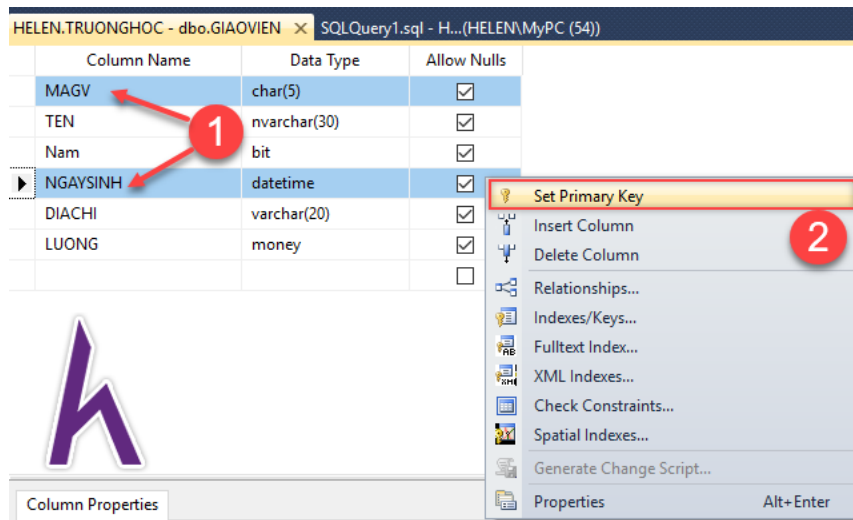 HELEN.TRUONGHOC - dbo.GIAOVIEN × SQLQuery1.sql - H...(HELEN\MyPC (54))
Column Name Data Type Allow Nulls
MAGV char(5)
TEN nvarchar(30)
Nam bit
NGAYSINH datetime
DIACHI varchar(20)
LUONG money
1
Set Primary Key
Insert Column
2
Delete Column
Relationships...
Indexes/Keys...
Fulltext Index...
XML Indexes...
Check Constraints...
Spatial Indexes...
Generate Change Script...
Properties Alt+Enter
h
Column Properties